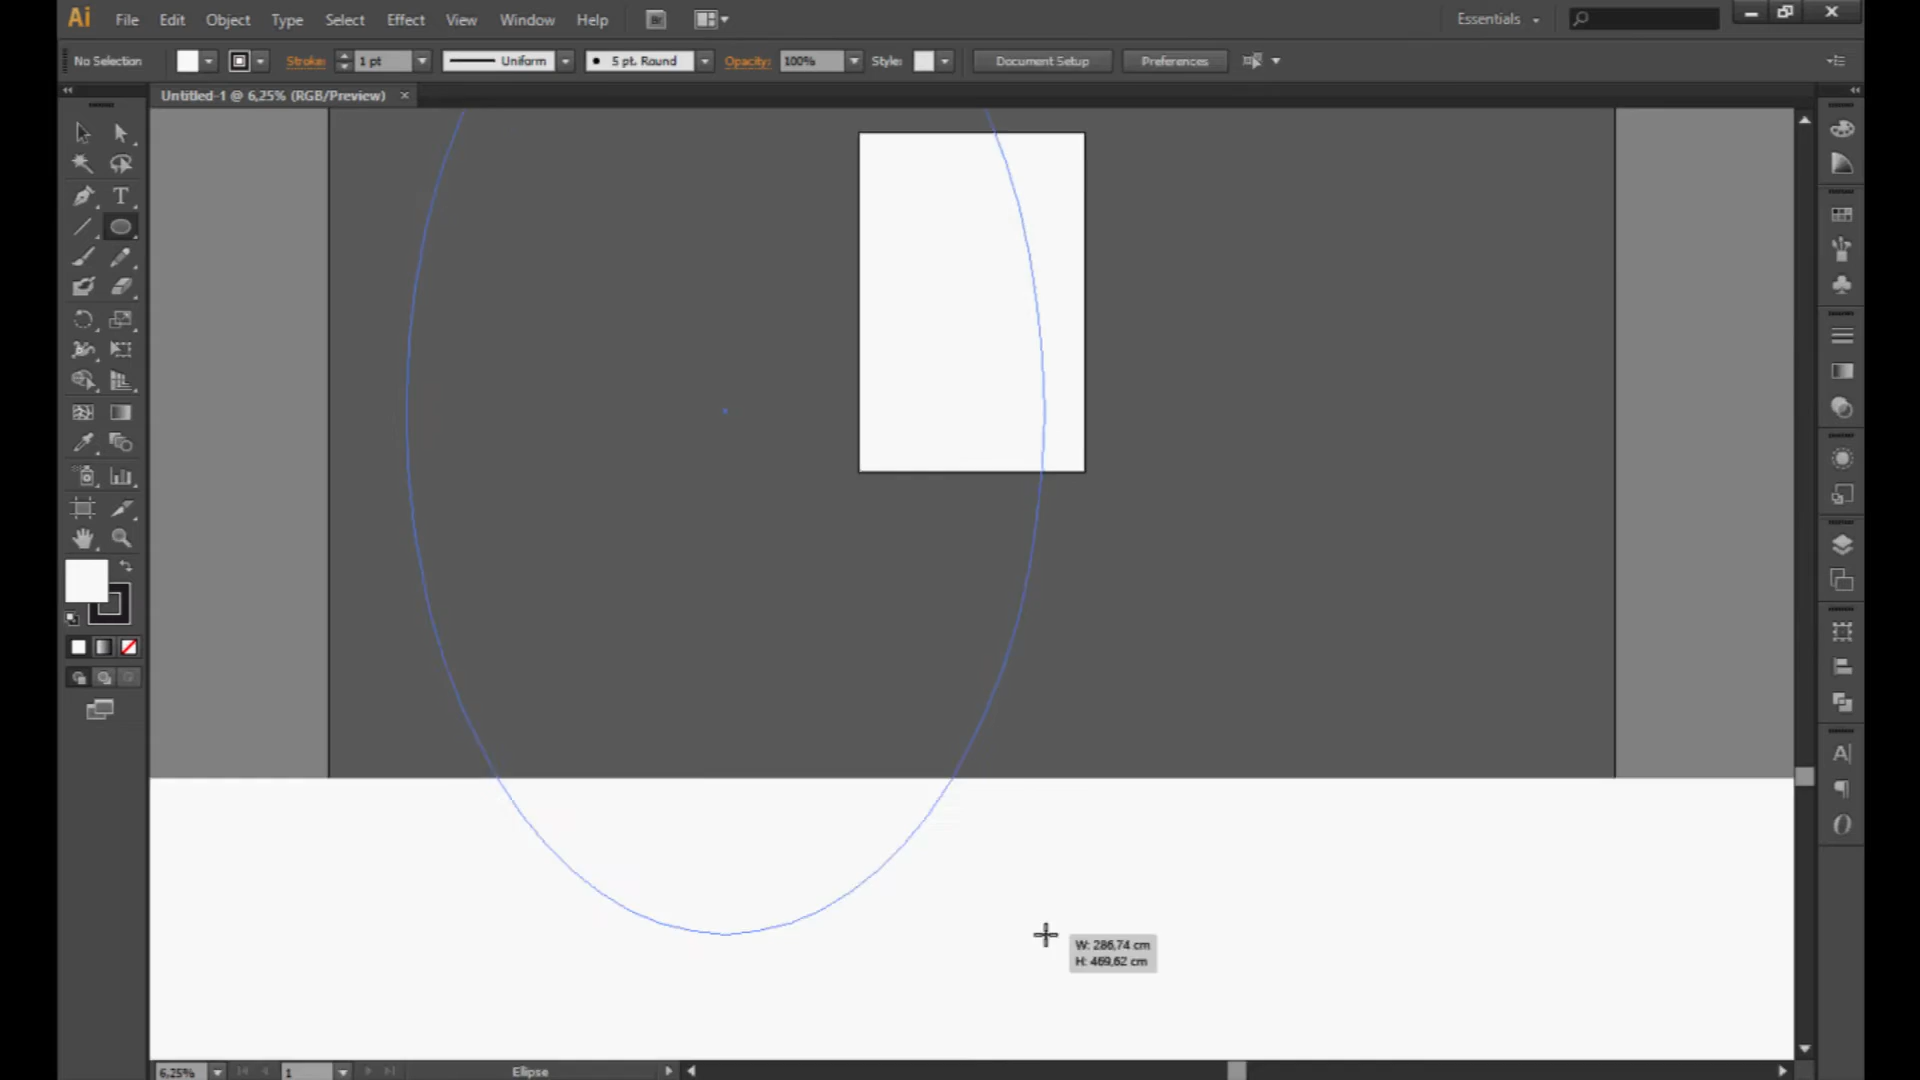 Ai File Edit Object Type Select Effect View Window Help Br Essentials
No Selection Stroke: 1 pt Uniform 5 pt. Round Opacity: 100% Style: Document Setup Preferences
Untitled-1 @ 6,25% (RGB/Preview) ×
T
W: 286,74 cm
H: 469,62 cm
A
¶
O
6,25% 1 Ellipse